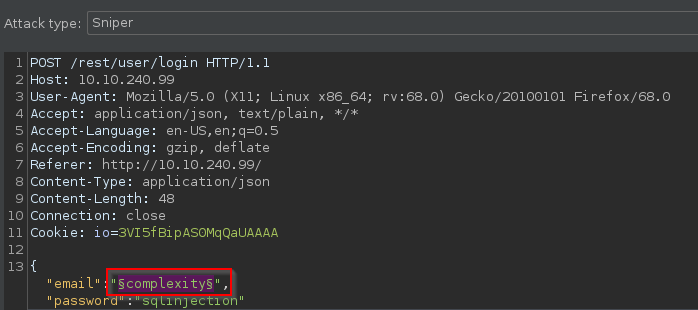 Attack type: Sniper
1 POST /rest/user/login HTTP/1.1
2 Host: 10.10.240.99
3 User-Agent: Mozilla/5.0 (X11; Linux x86_64; rv:68.0) Gecko/20100101 Firefox/68.0
4 Accept: application/json, text/plain, */*
5 Accept-Language: en-US,en;q=0.5
6 Accept-Encoding: gzip, deflate
7 Referer: http://10.10.240.99/
8 Content-Type: application/json
9 Content-Length: 48
10 Connection: close
11 Cookie: io=3VI5fBipASOMqQaUAAAA
12
13 {
"email":"§complexity§",
"password":"sqlinjection"